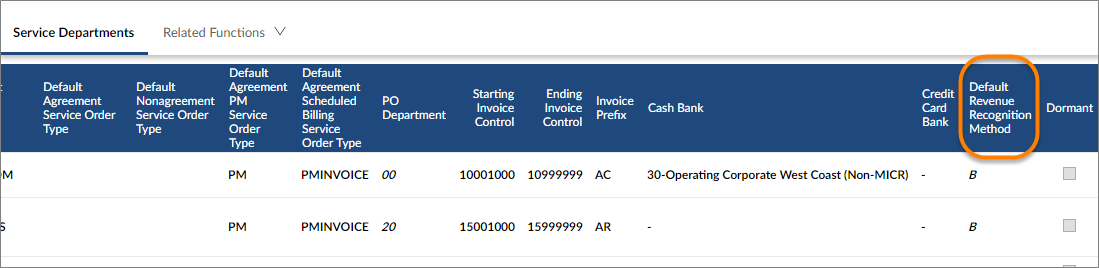 Service Departments Related Functions
Default Agreement Service Order Type
Default Nonagreement Service Order Type
Default Agreement PM Service Order Type
Default Agreement Scheduled Billing Service Order Type
PO Department
Starting Invoice Control
Ending Invoice Control
Invoice Prefix
Cash Bank
Credit Card Bank
Default Revenue Recognition Method
Dormant
PM PMINVOICE 00 10001000 10999999 AC 30-Operating Corporate West Coast (Non-MICR) - B
PM PMINVOICE 20 15001000 15999999 AR - - B